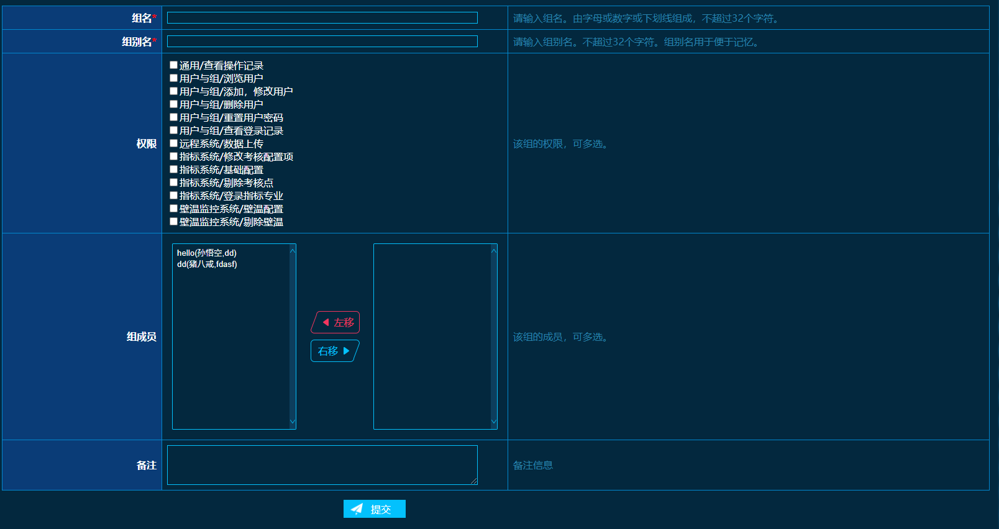 组名*
请输入组名。由字母或数字或下划线组成，不超过32个字符。
组别名*
请输入组别名。不超过32个字符。组别名用于便于记忆。
权限
通用/查看操作记录
用户与组/浏览用户
用户与组/添加，修改用户
用户与组/删除用户
用户与组/重置用户密码
用户与组/查看登录记录
远程系统/数据上传
指标系统/修改考核配置项
指标系统/基础配置
指标系统/剔除考核点
指标系统/登录指标专业
壁温监控系统/壁温配置
壁温监控系统/剔除壁温
该组的权限，可多选。
组成员
hello(孙悟空,dd)
dd(猪八戒,fdasf)
左移
右移
该组的成员，可多选。
备注
备注信息
提交